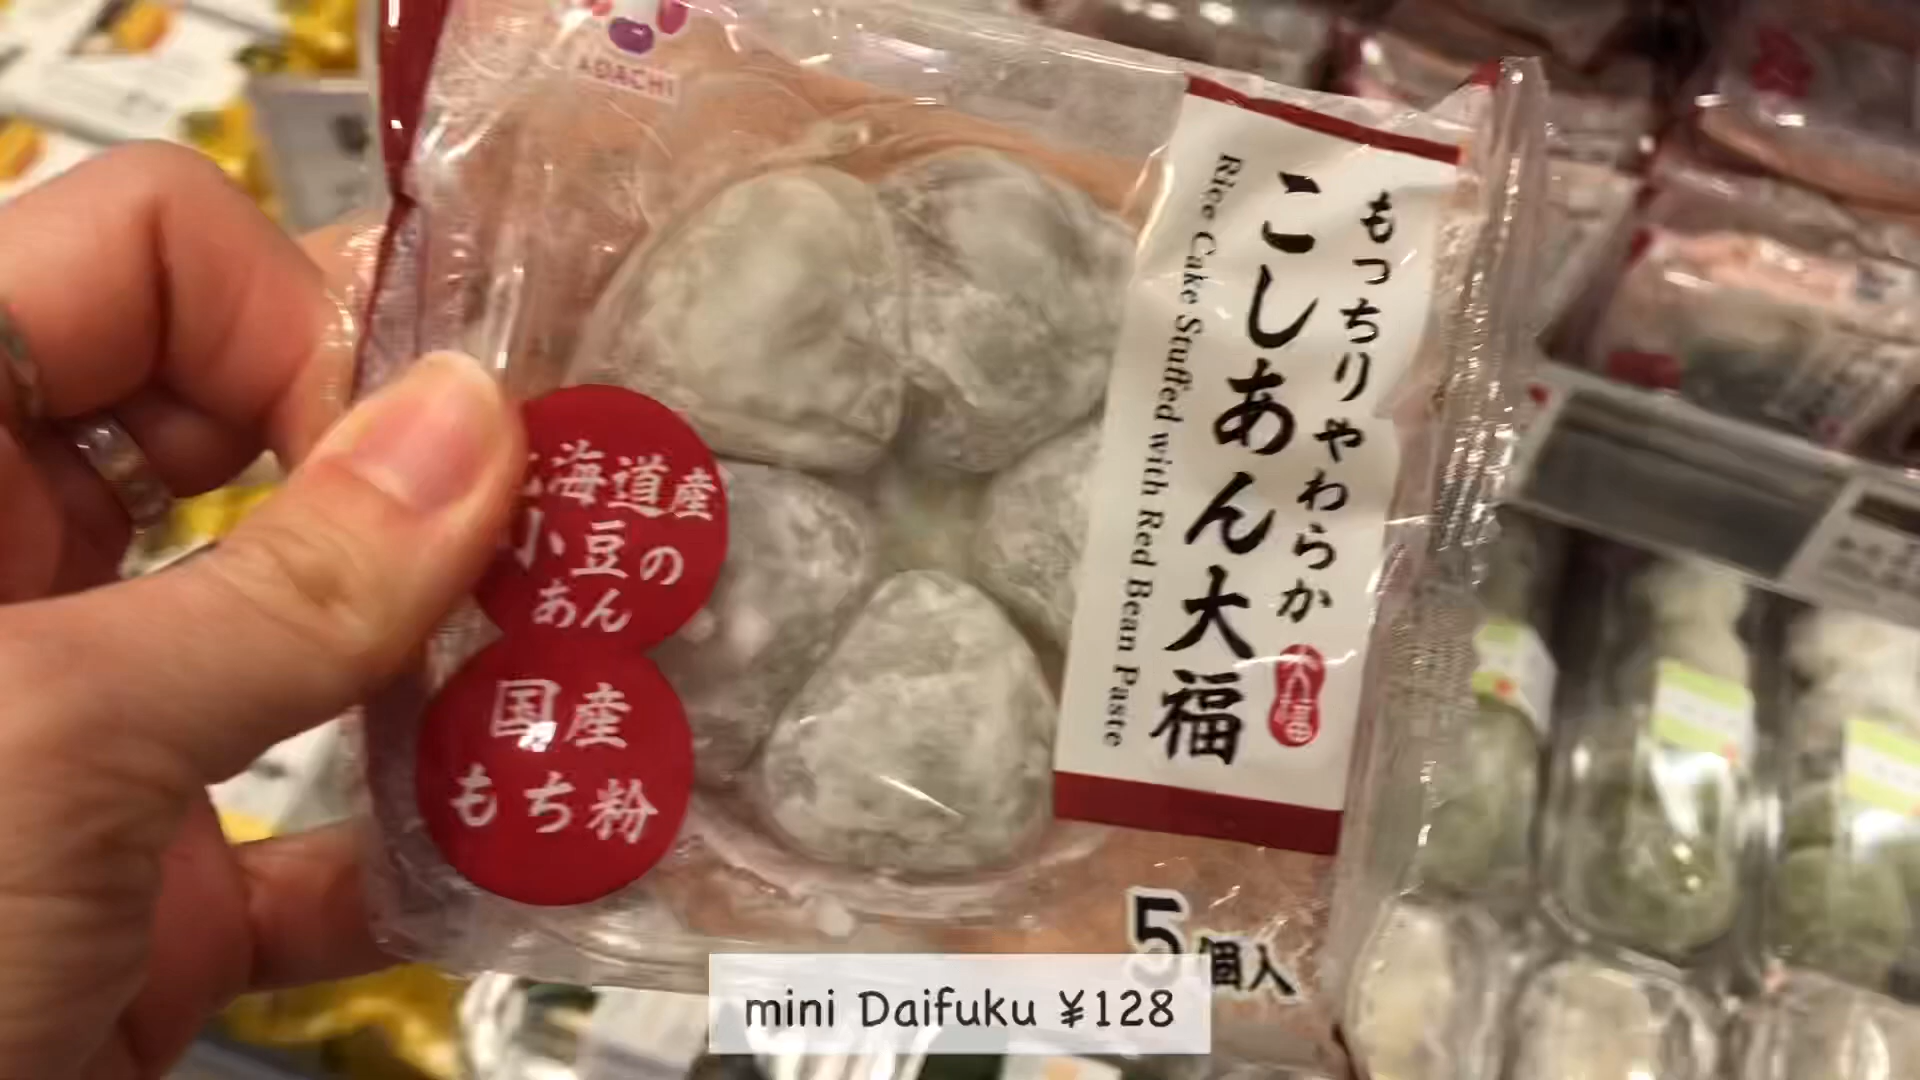 ADACHI
もっちりやわらか
こしあん大福
大福
Rice Cake Stuffed with Red Bean Paste
北海道産
小豆の
あん
国産
もち粉
5個入
mini Daifuku ¥128